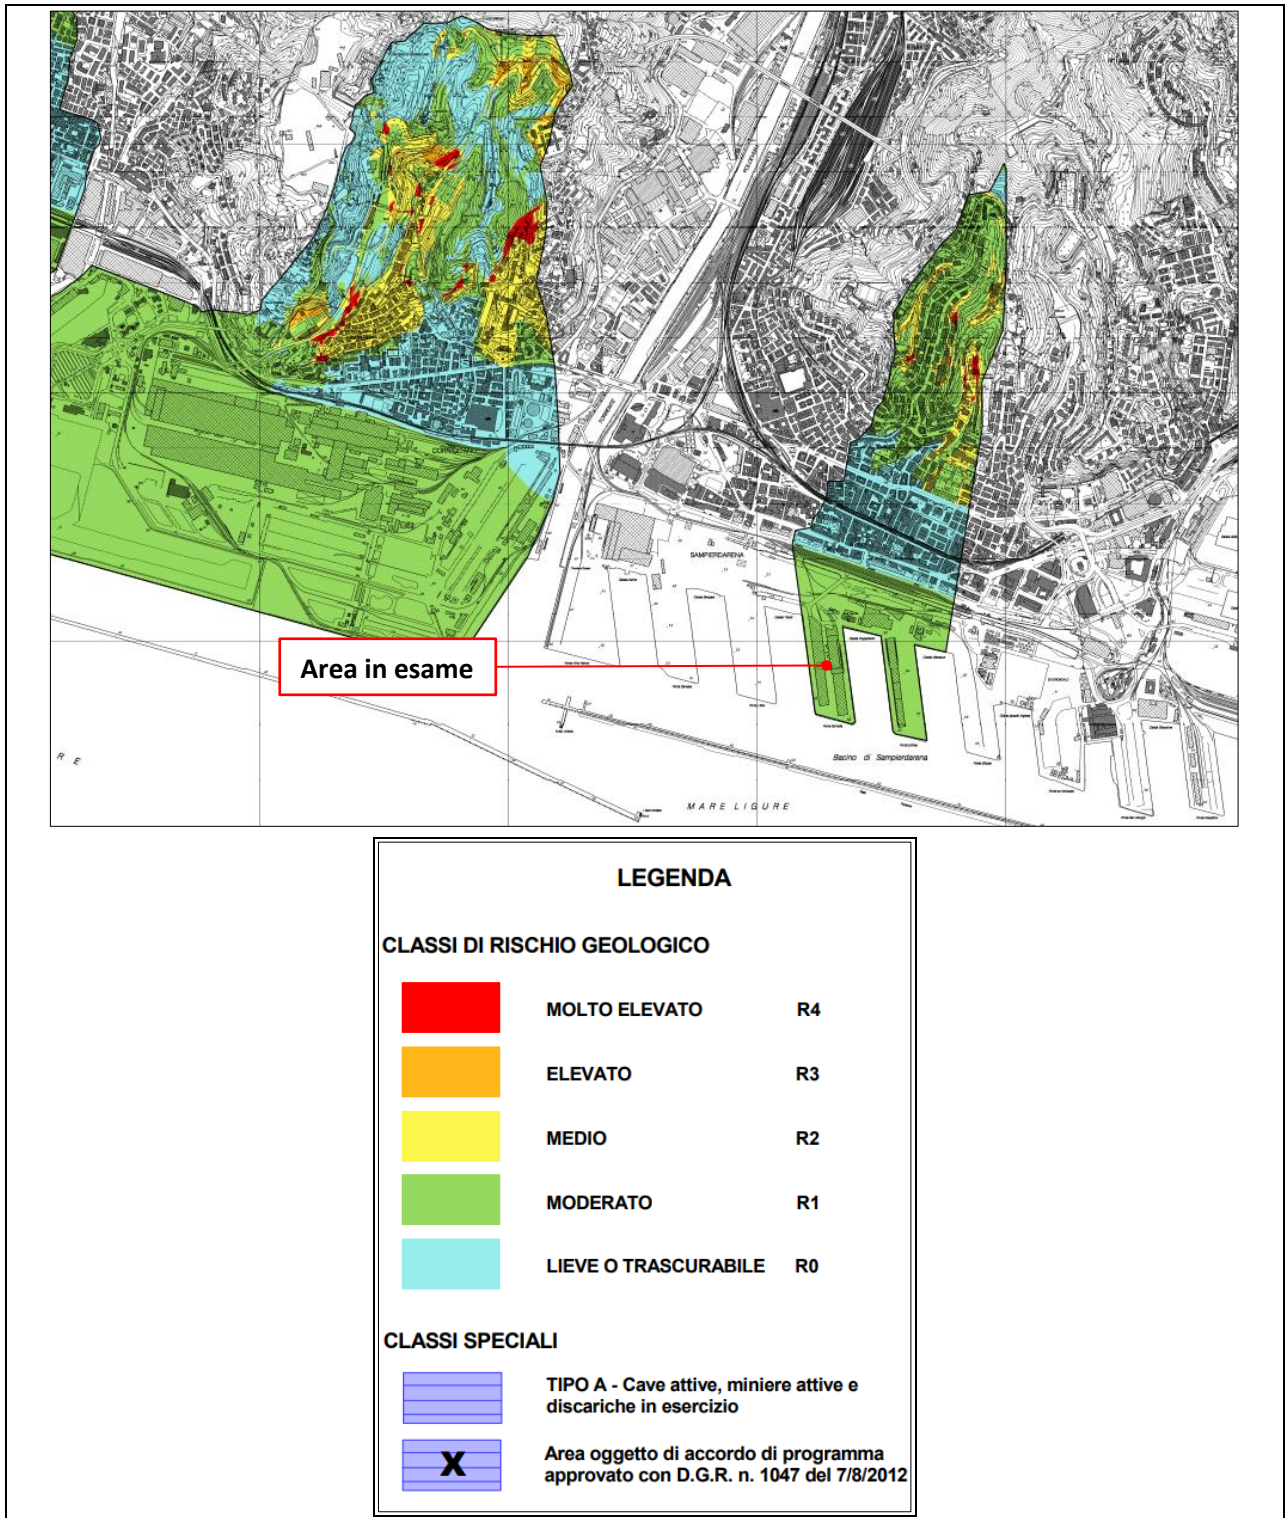 SAMPIERDARENA
Area in esame
Bacino di Sampierdarena
R E
MARE LIGURE
LEGENDA
CLASSI DI RISCHIO GEOLOGICO
MOLTO ELEVATO R4
ELEVATO R3
MEDIO R2
MODERATO R1
LIEVE O TRASCURABILE R0
CLASSI SPECIALI
TIPO A - Cave attive, miniere attive e
discariche in esercizio
X
Area oggetto di accordo di programma
approvato con D.G.R. n. 1047 del 7/8/2012